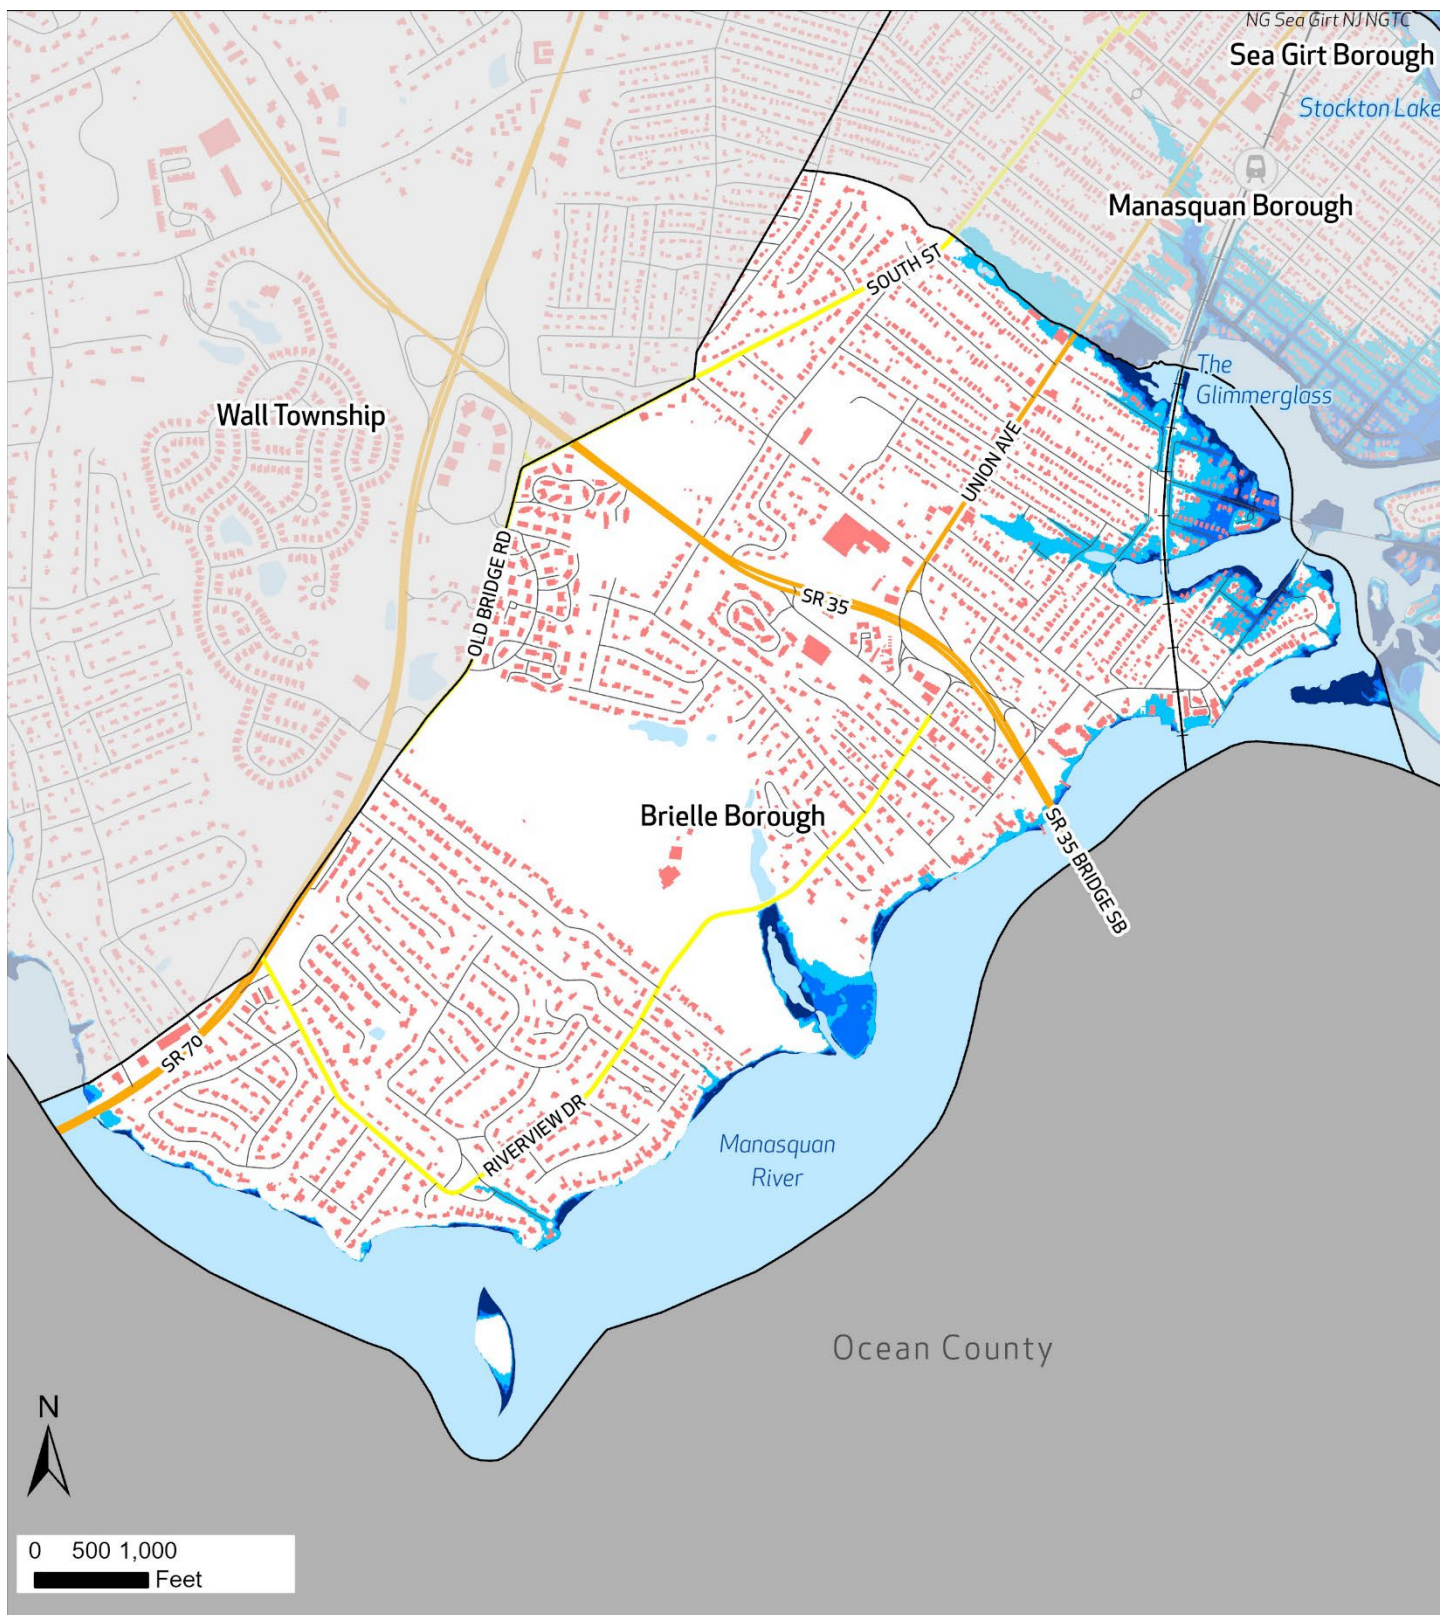 NG Sea Girt NJ NGTC
Sea Girt Borough
Stockton Lake
Manasquan Borough
SOUTH ST
The
Glimmerglass
Wall Township
UNION AVE
OLD BRIDGE RD
SR 35
Brielle Borough
SR 35 BRIDGE SB
SR 70
RIVERVIEW DR
Manasquan
River
Ocean County
N
0 500 1,000
Feet